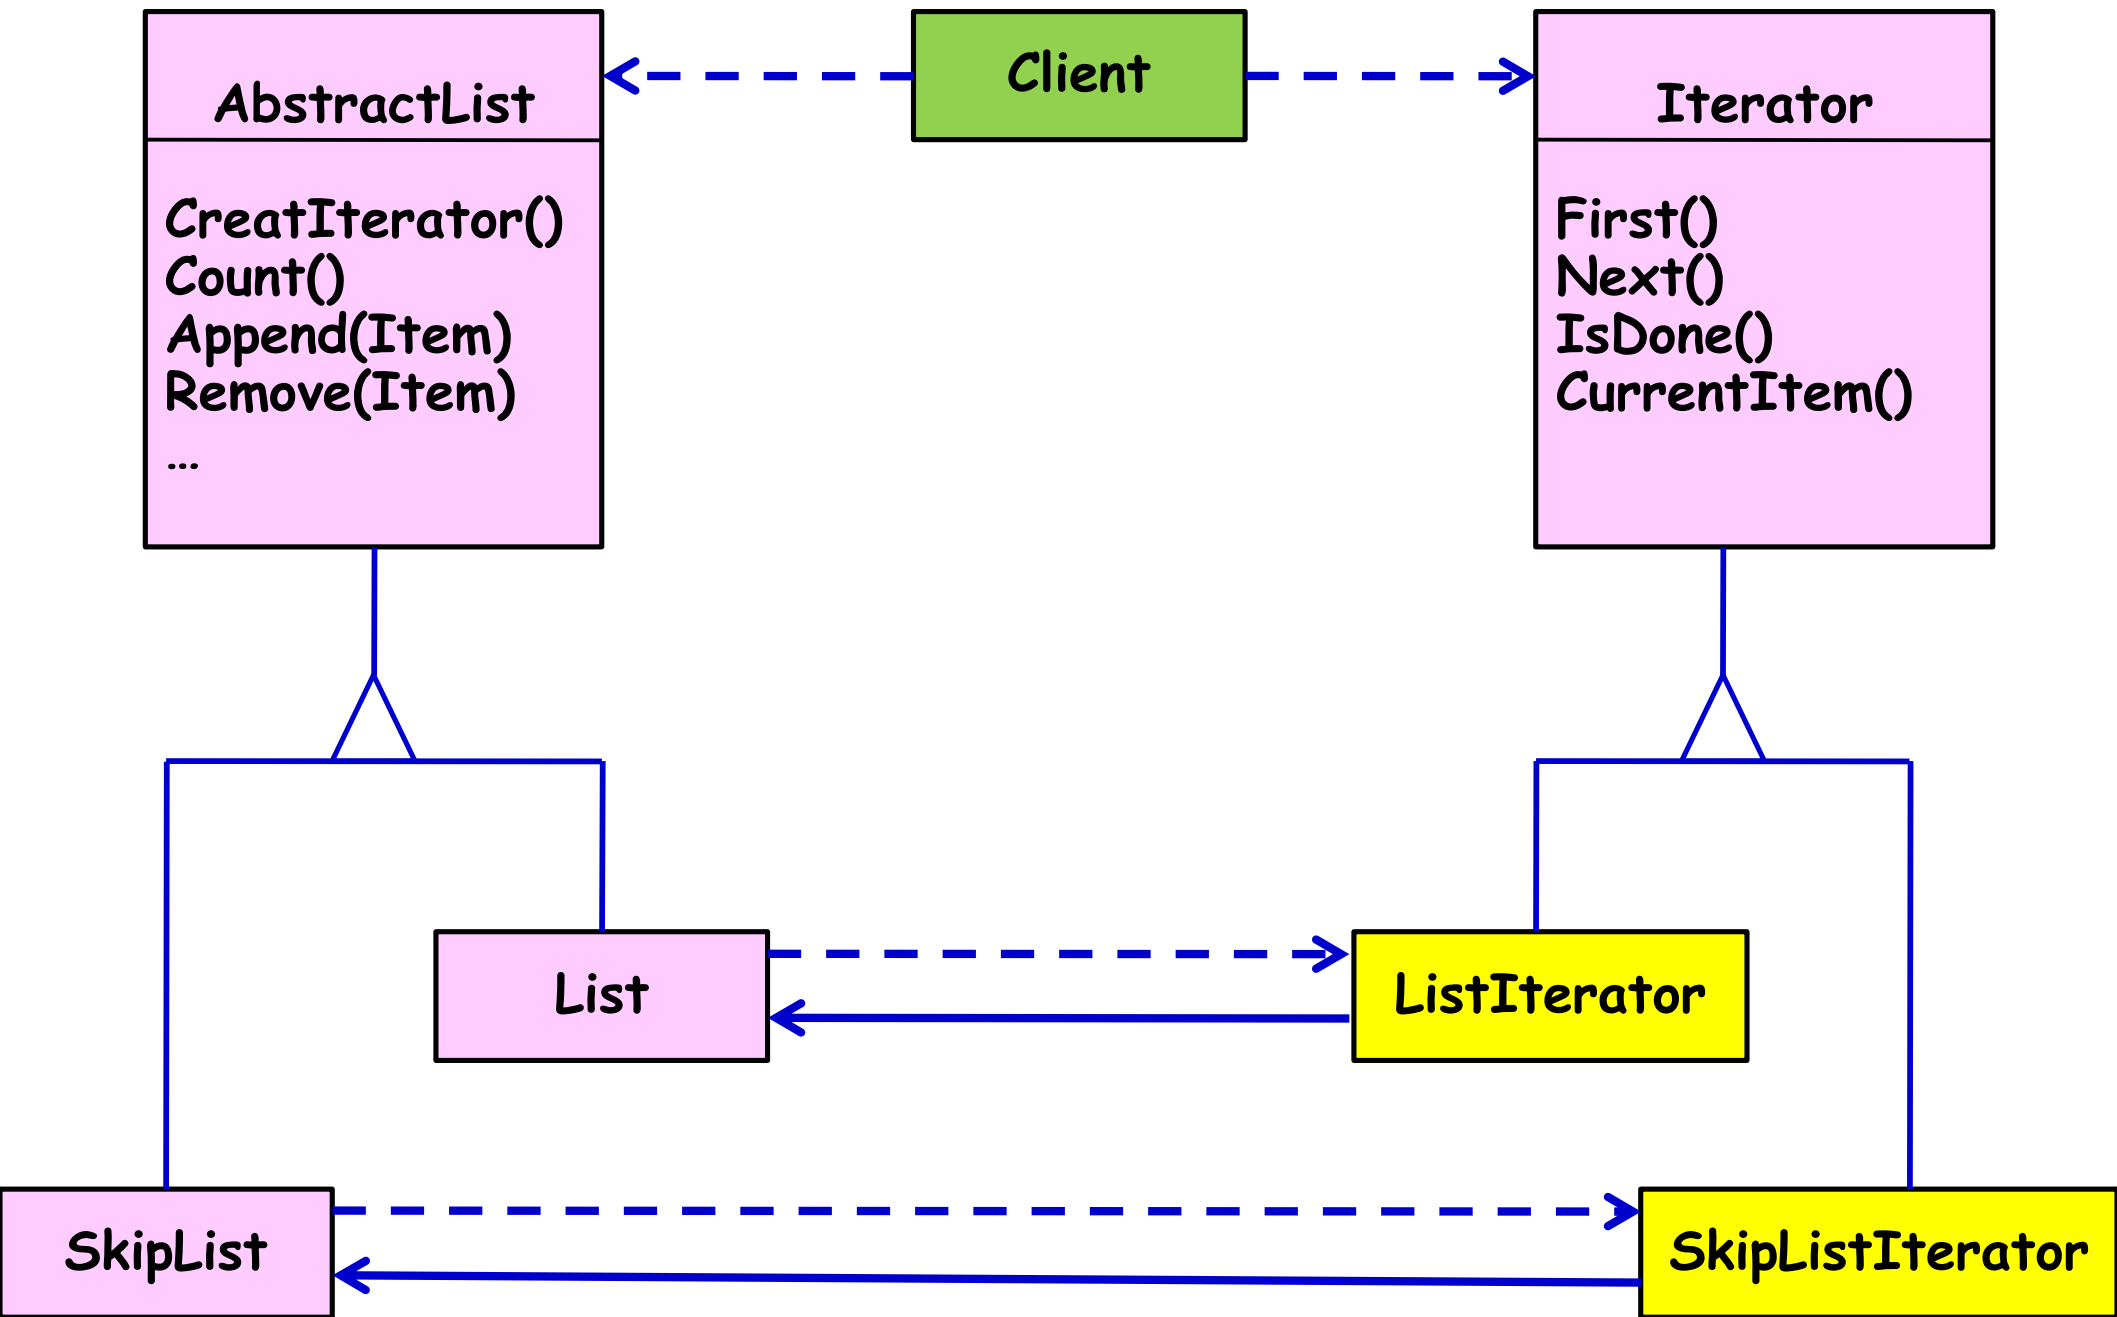 AbstractList
CreatIterator()
Count()
Append(Item)
Remove(Item)
...
Client
Iterator
First()
Next()
IsDone()
CurrentItem()
List
ListIterator
SkipList
SkipListIterator